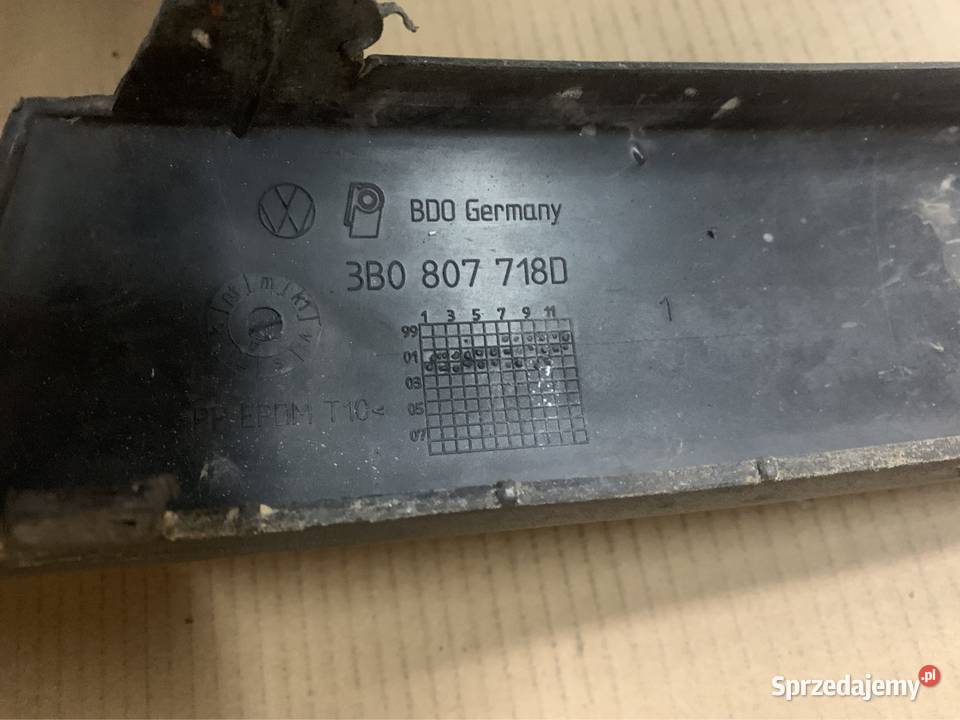 BDO Germany
3B0 807 718D
1 3 5 7 9 11
99
01
03
05
07
1
PP EPDM T10<
Sprzedajemy.pl